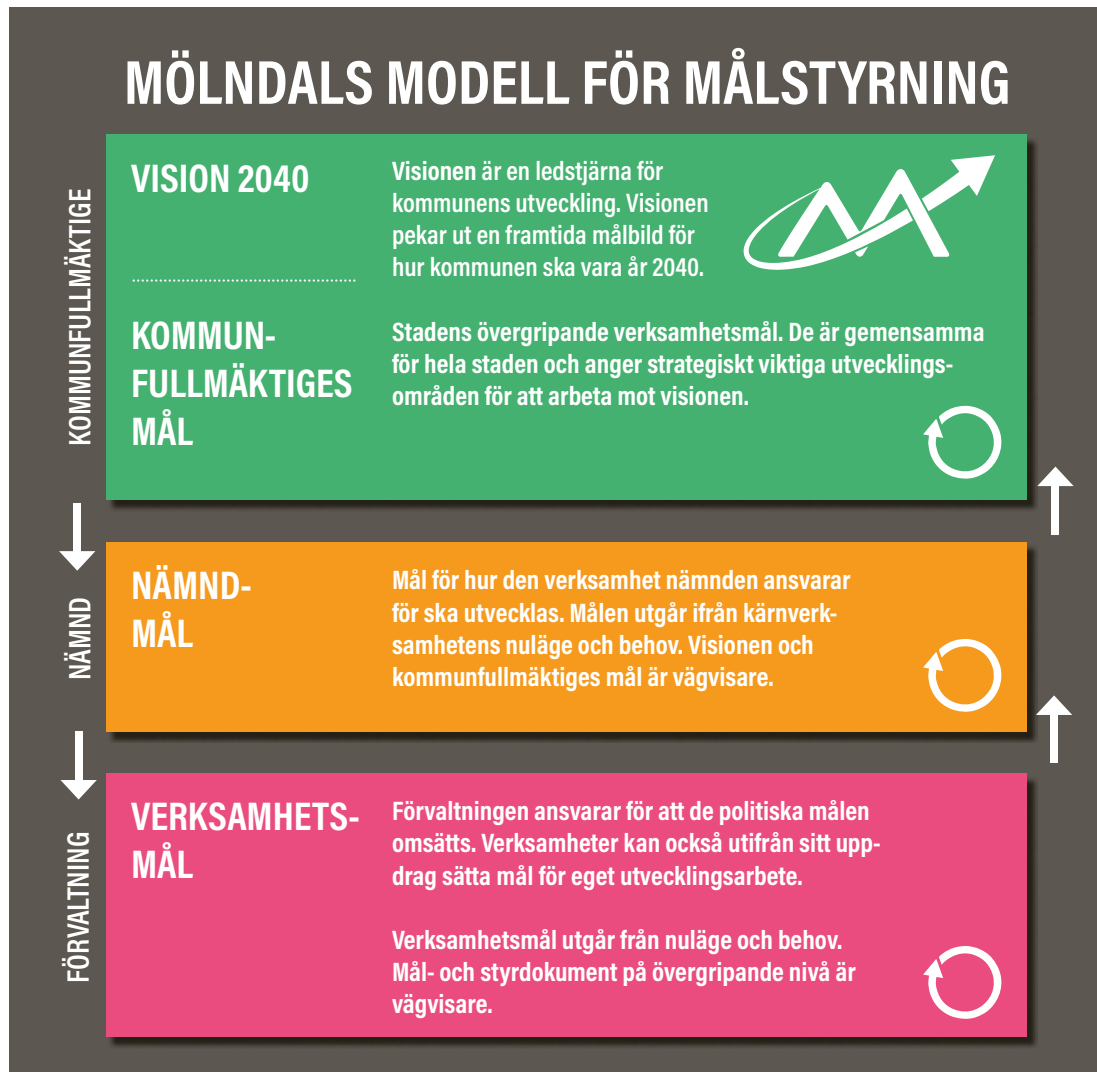 MÖLNDALS MODELL FÖR MÅLSTYRNING
KOMMUNFULLMÄKTIGE
VISION 2040
Visionen är en ledstjärna för
kommunens utveckling. Visionen
pekar ut en framtida målbild för
hur kommunen ska vara år 2040.
KOMMUN-
FULLMÄKTIGES
MÅL
Stadens övergripande verksamhetsmål. De är gemensamma
för hela staden och anger strategiskt viktiga utvecklings-
områden för att arbeta mot visionen.
NÄMND
NÄMND-
MÅL
Mål för hur den verksamhet nämnden ansvarar
för ska utvecklas. Målen utgår ifrån kärnverk-
samhetens nuläge och behov. Visionen och
kommunfullmäktiges mål är vägvisare.
FÖRVALTNING
VERKSAMHETS-
MÅL
Förvaltningen ansvarar för att de politiska målen
omsätts. Verksamheter kan också utifrån sitt upp-
drag sätta mål för eget utvecklingsarbete.
Verksamhetsmål utgår från nuläge och behov.
Mål- och styrdokument på övergripande nivå är
vägvisare.